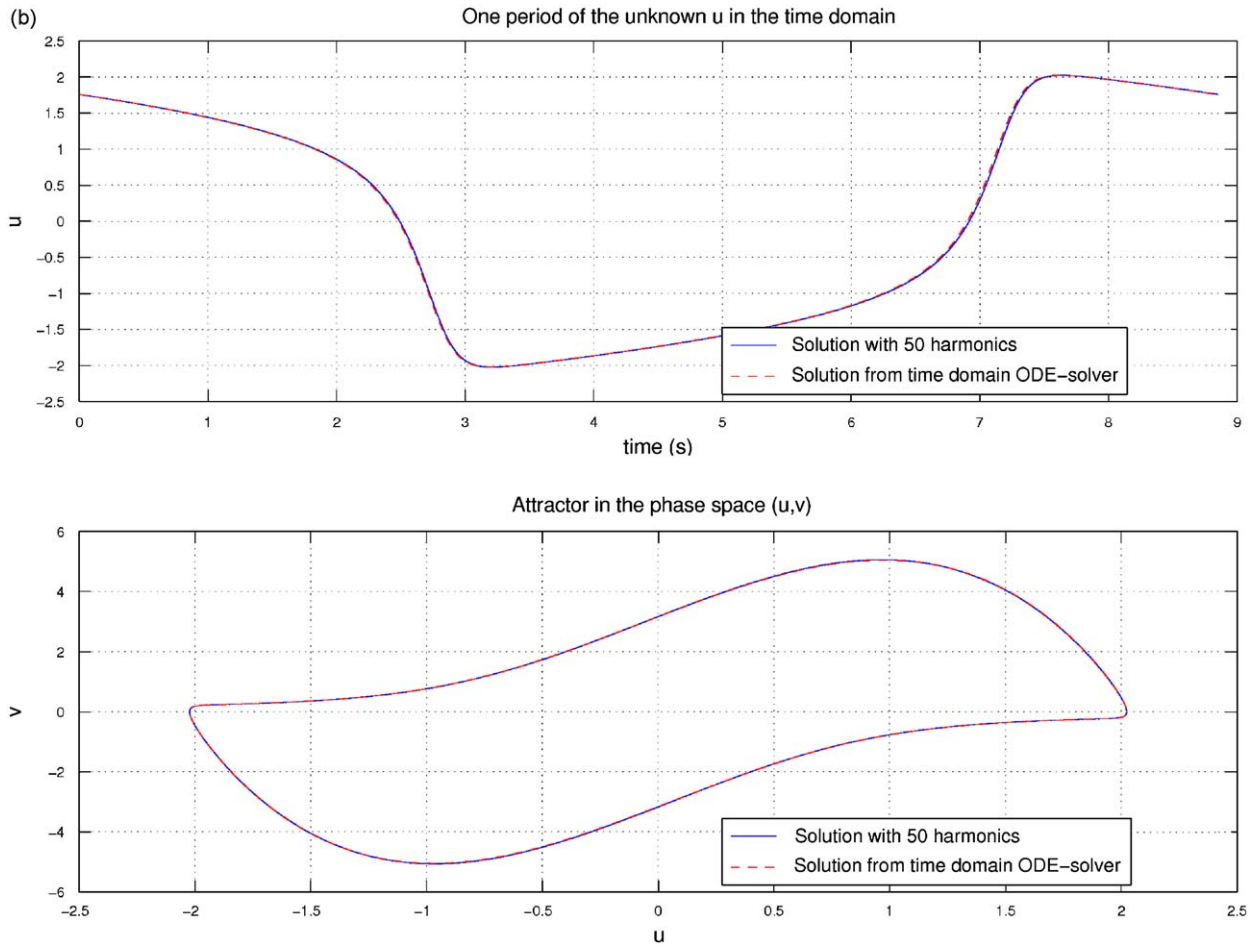 (b)
One period of the unknown u in the time domain
2.5
2
1.5
1
0.5
0
−0.5
−1
−1.5
−2
−2.5
u
Solution with 50 harmonics
Solution from time domain ODE−solver
0 1 2 3 4 5 6 7 8 9
time (s)
Attractor in the phase space (u,v)
6
4
2
0
−2
−4
−6
v
Solution with 50 harmonics
Solution from time domain ODE−solver
−2.5 −2 −1.5 −1 −0.5 0 0.5 1 1.5 2 2.5
u